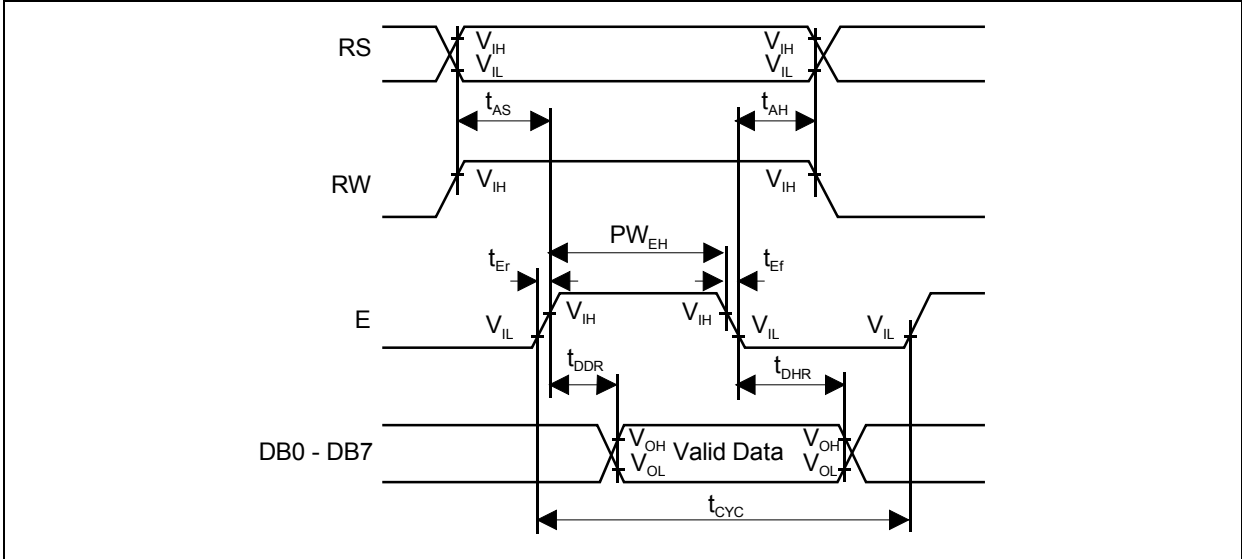 RS
V_IH
V_IL
V_IH
V_IL
t_AS
t_AH
RW
V_IH
V_IH
PW_EH
t_Er
t_Ef
E
V_IL
V_IH
V_IH
V_IL
V_IL
t_DDR
t_DHR
DB0 - DB7
V_OH
V_OL
Valid Data
V_OH
V_OL
t_CYC